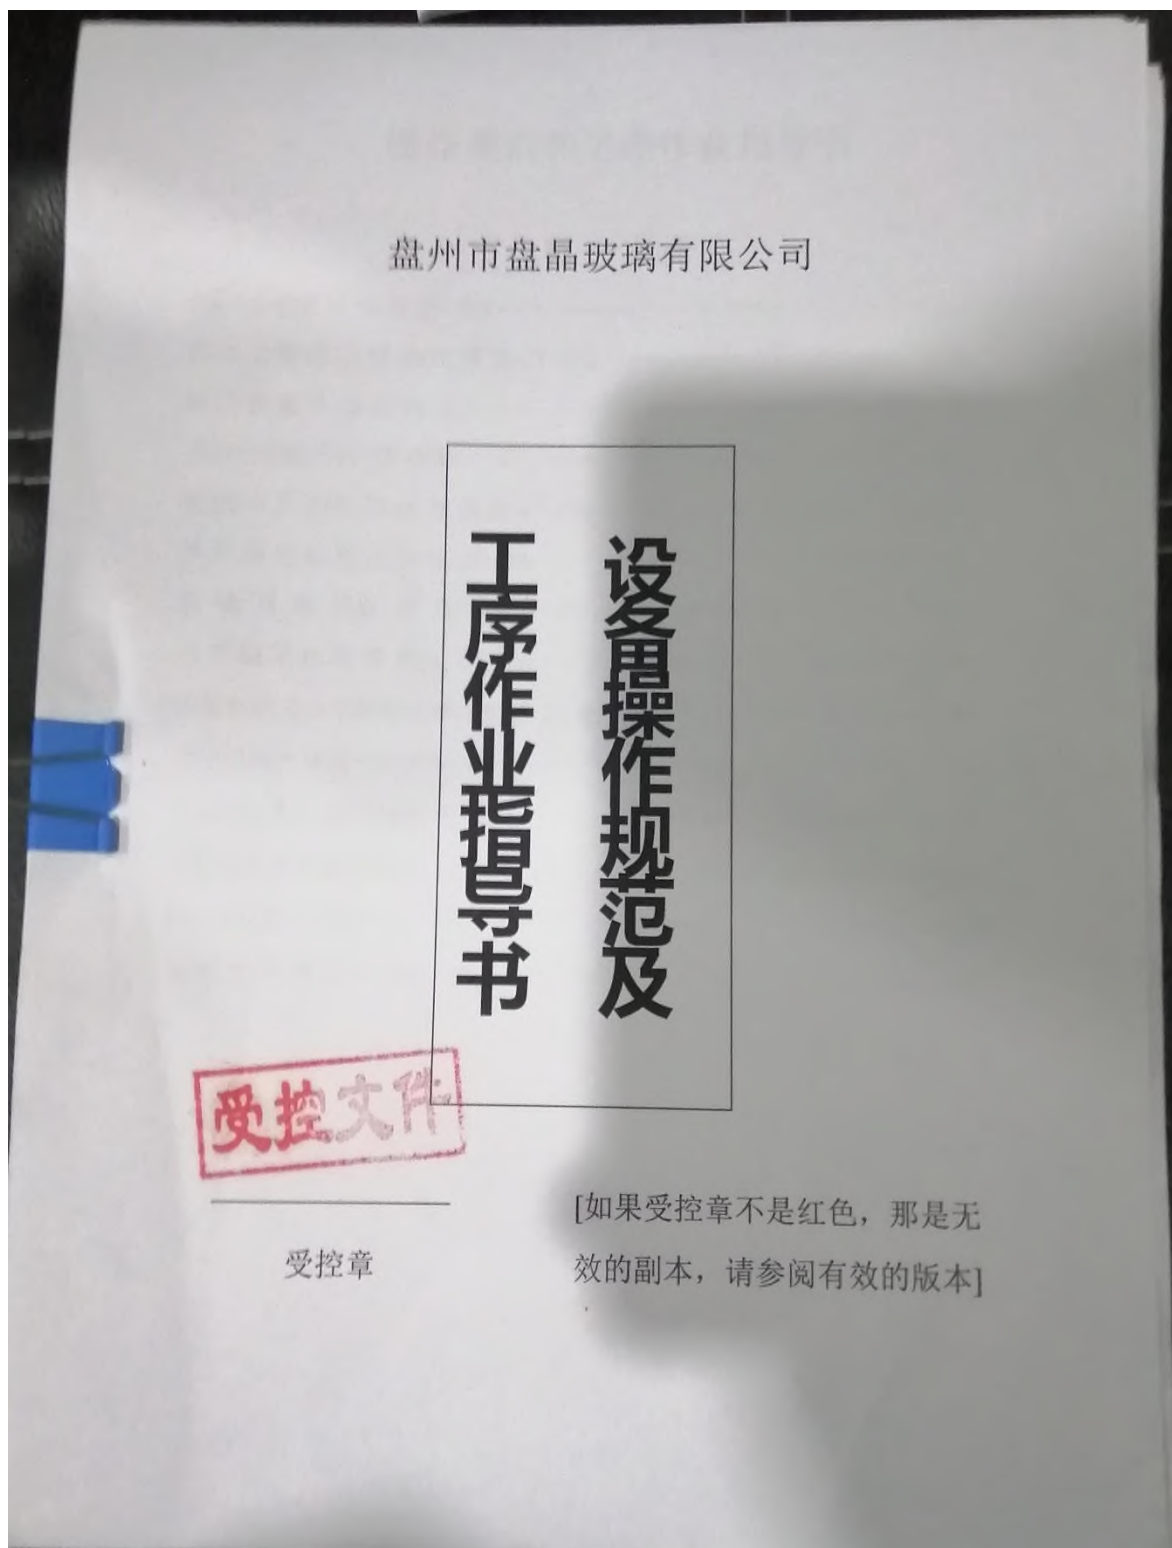 盘州市盘晶玻璃有限公司
设备操作规范及
工序作业指导书
受控文件
受控章
[如果受控章不是红色，那是无
效的副本，请参阅有效的版本]